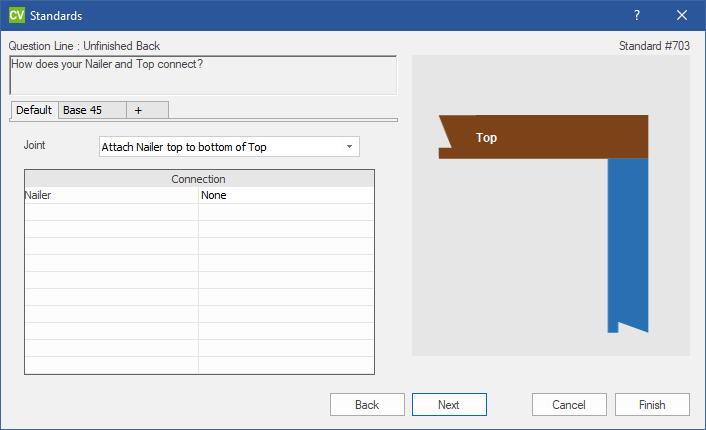 CV Standards ?
Question Line : Unfinished Back
Standard #703
How does your Nailer and Top connect?
Default Base 45 +
Joint Attach Nailer top to bottom of Top
Connection
Nailer None
Top
Back Next Cancel Finish